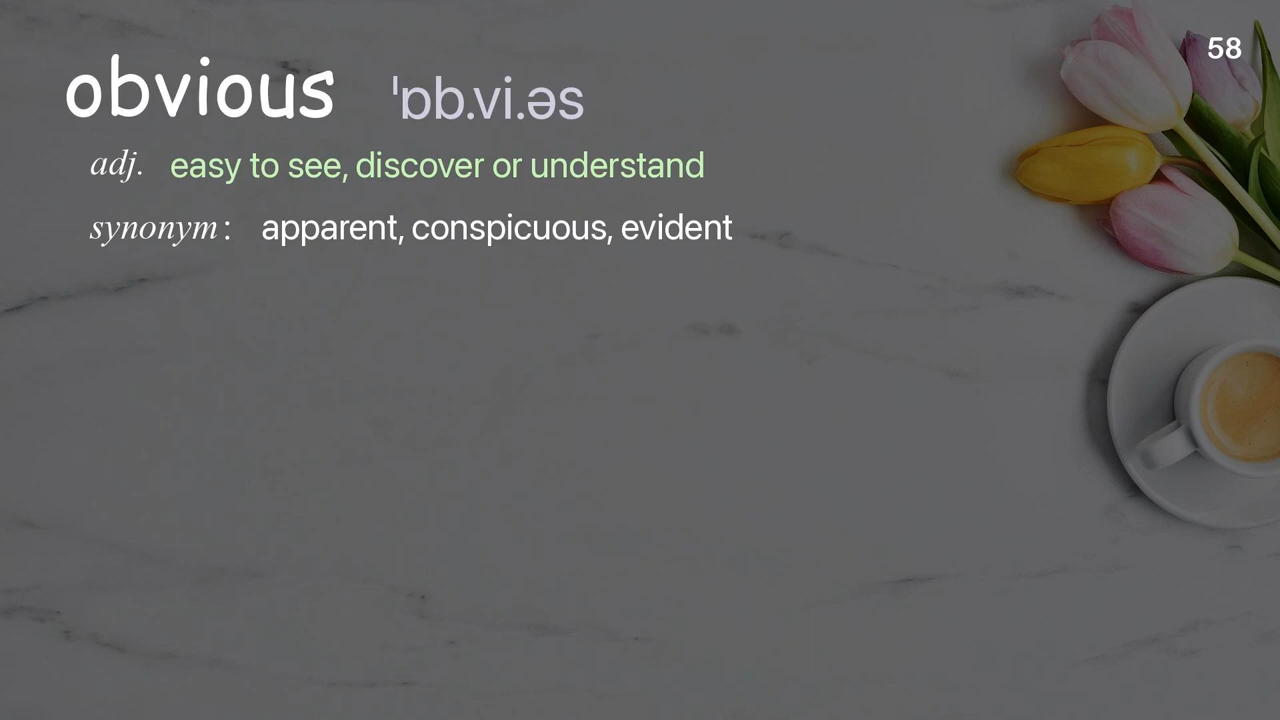 58
obvious ˈɒb.vi.əs
adj. easy to see, discover or understand
synonym: apparent, conspicuous, evident